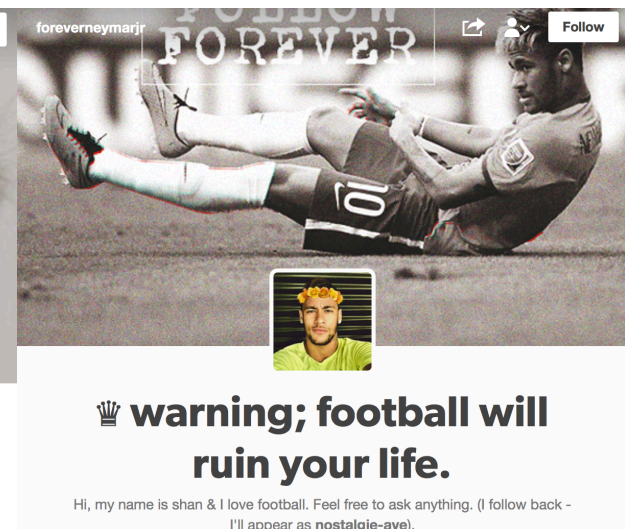 FOLLOW
FOREVER
foreverneymarjr
Follow
10
♛ warning; football will
ruin your life.
Hi, my name is shan & I love football. Feel free to ask anything. (I follow back -
I'll appear as nostalgie-ave).